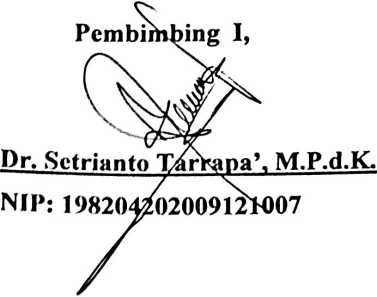 Pembimbing I,
Dr. Setrianto Tarrapa’, M.P.d.K.
NIP: 198204202009121007